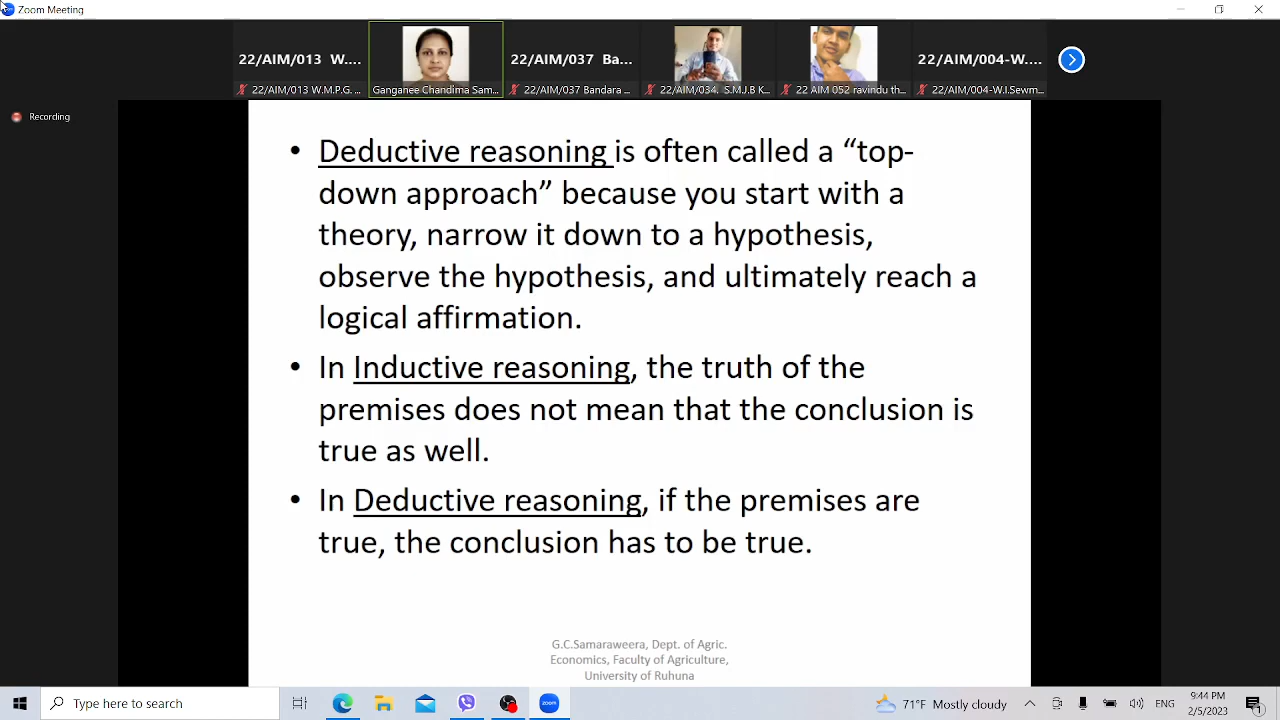 Zoom Meeting
22/AIM/013 W....
22/AIM/037 Ba...
22/AIM/004-W....
22/AIM/013 W.M.P.G. ...
Ganganee Chandima Sam...
22/AIM/037 Bandara ...
22/AIM/034. S.M.J.B K...
22 AIM 052 ravindu th...
22/AIM/004-W.I.Sewm...
Recording
• Deductive reasoning is often called a “top-
down approach” because you start with a
theory, narrow it down to a hypothesis,
observe the hypothesis, and ultimately reach a
logical affirmation.
• In Inductive reasoning, the truth of the
premises does not mean that the conclusion is
true as well.
• In Deductive reasoning, if the premises are
true, the conclusion has to be true.
G.C.Samaraweera, Dept. of Agric.
Economics, Faculty of Agriculture,
University of Ruhuna
Type here to search
zoom
71°F Mostly cloudy
9:44 PM
2/5/2023